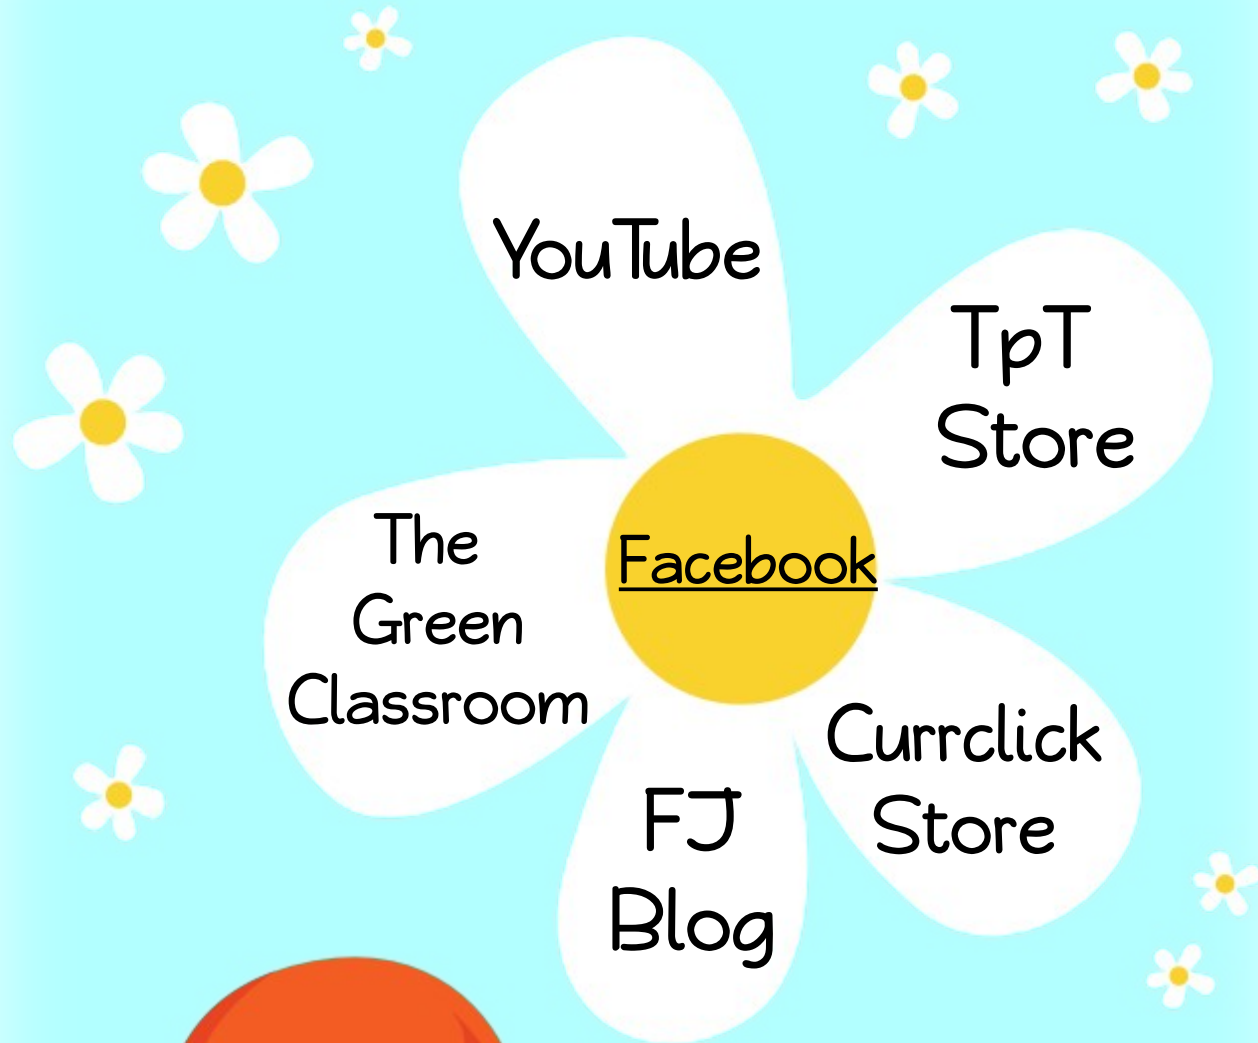 YouTube
TpT
Store
The
Green
Classroom
Facebook
Currclick
Store
FJ
Blog